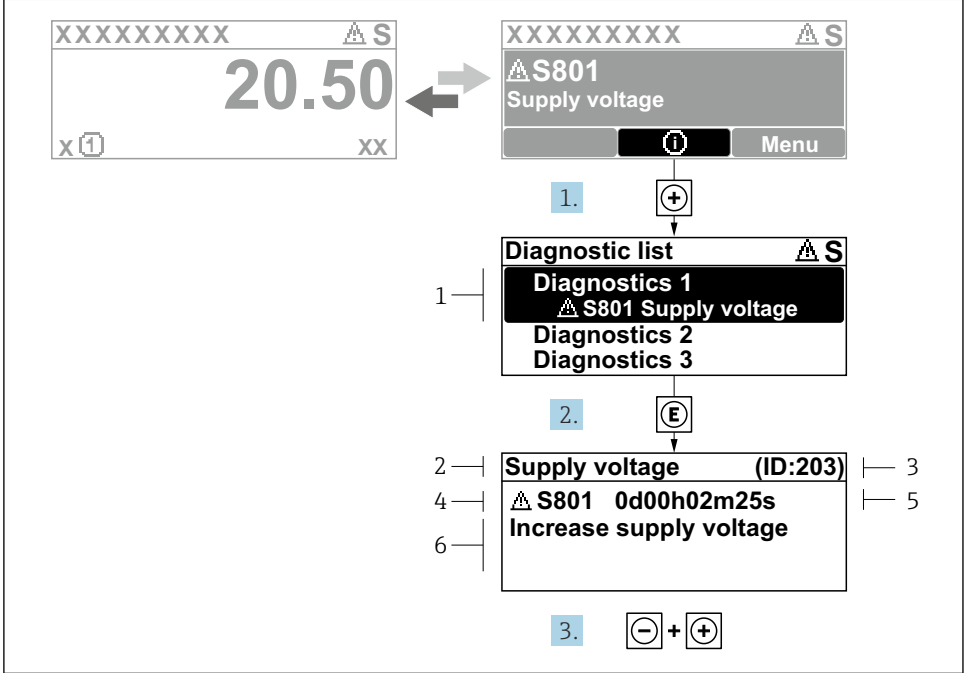 XXXXXXXXX ⚠ S
20.50
x ① xx
XXXXXXXXX ⚠ S
⚠ S801
Supply voltage
ⓘ Menu
1. +
Diagnostic list ⚠ S
1 Diagnostics 1
⚠ S801 Supply voltage
Diagnostics 2
Diagnostics 3
2. E
2 Supply voltage (ID:203) 3
4 ⚠ S801 0d00h02m25s 5
6 Increase supply voltage
3. − + +